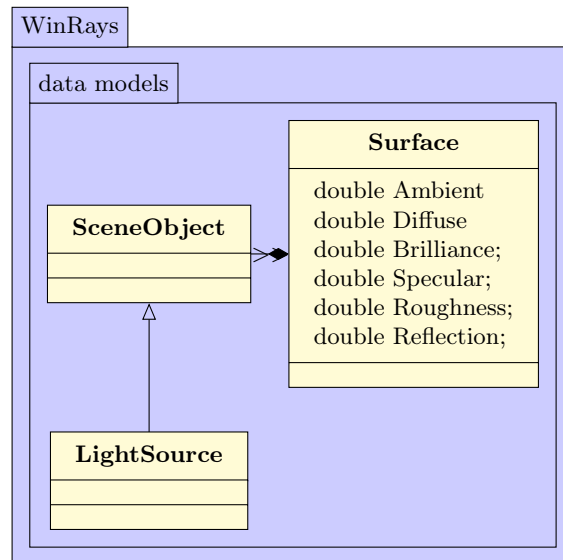 WinRays
data models
Surface
double Ambient
double Diffuse
double Brilliance;
double Specular;
double Roughness;
double Reflection;
SceneObject
LightSource